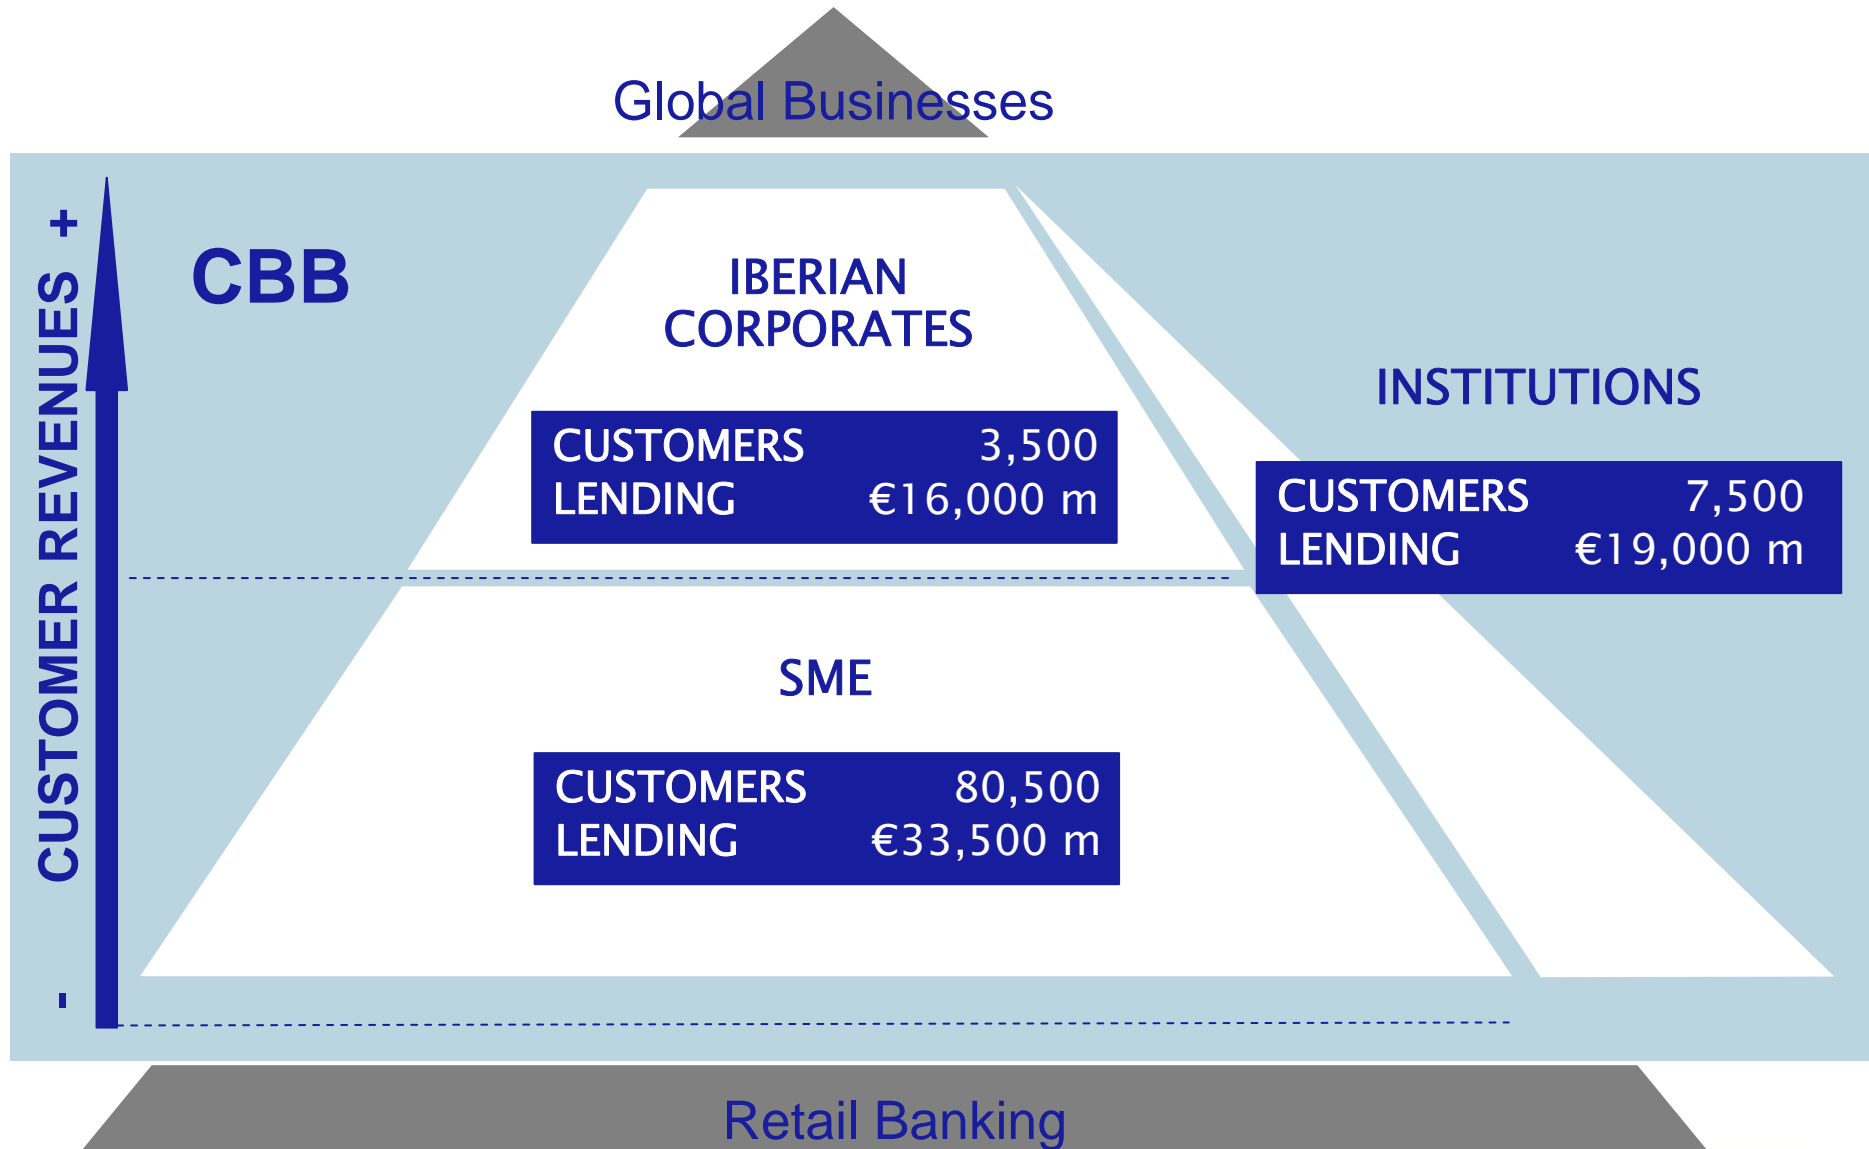 Global Businesses
- CUSTOMER REVENUES +
CBB
IBERIAN
CORPORATES
CUSTOMERS 3,500
LENDING €16,000 m
INSTITUTIONS
CUSTOMERS 7,500
LENDING €19,000 m
SME
CUSTOMERS 80,500
LENDING €33,500 m
Retail Banking